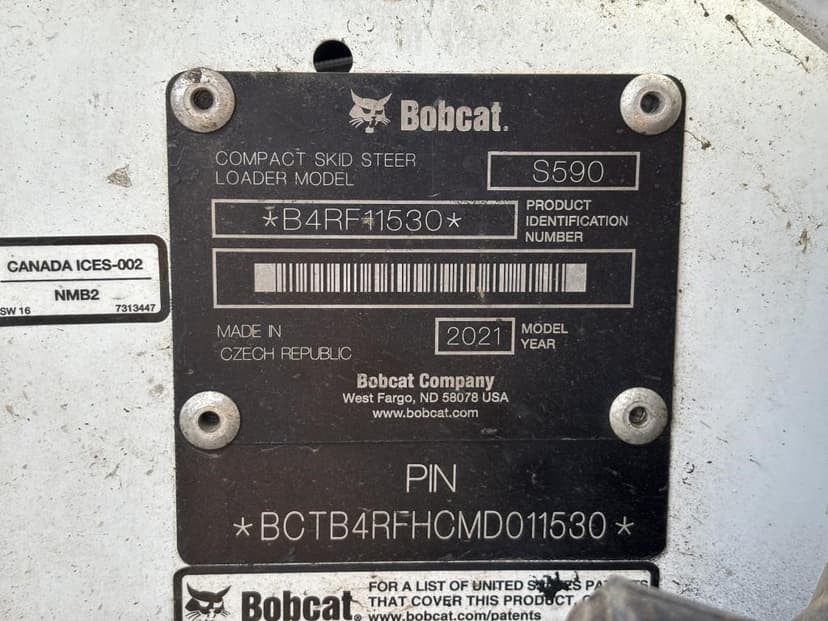 Bobcat.
COMPACT SKID STEER
LOADER MODEL
S590
*B4RF11530*
PRODUCT
IDENTIFICATION
NUMBER
MADE IN
CZECH REPUBLIC
2021
MODEL
YEAR
Bobcat Company
West Fargo, ND 58078 USA
www.bobcat.com
PIN
*BCTB4RFHCMD011530*
CANADA ICES-002
NMB2
SW 16 7313447
Bobcat.
FOR A LIST OF UNITED
THAT COVER THIS PRODUCT,
www.bobcat.com/patents